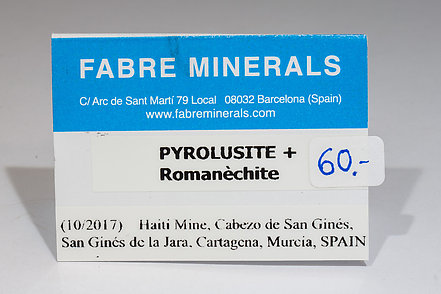 FABRE MINERALS
C/ Arc de Sant Martí 79 Local 08032 Barcelona (Spain)
www.fabreminerals.com
PYROLUSITE +
Romanèchite
60.-
(10/2017) Haiti Mine, Cabezo de San Ginés,
San Ginés de la Jara, Cartagena, Murcia, SPAIN